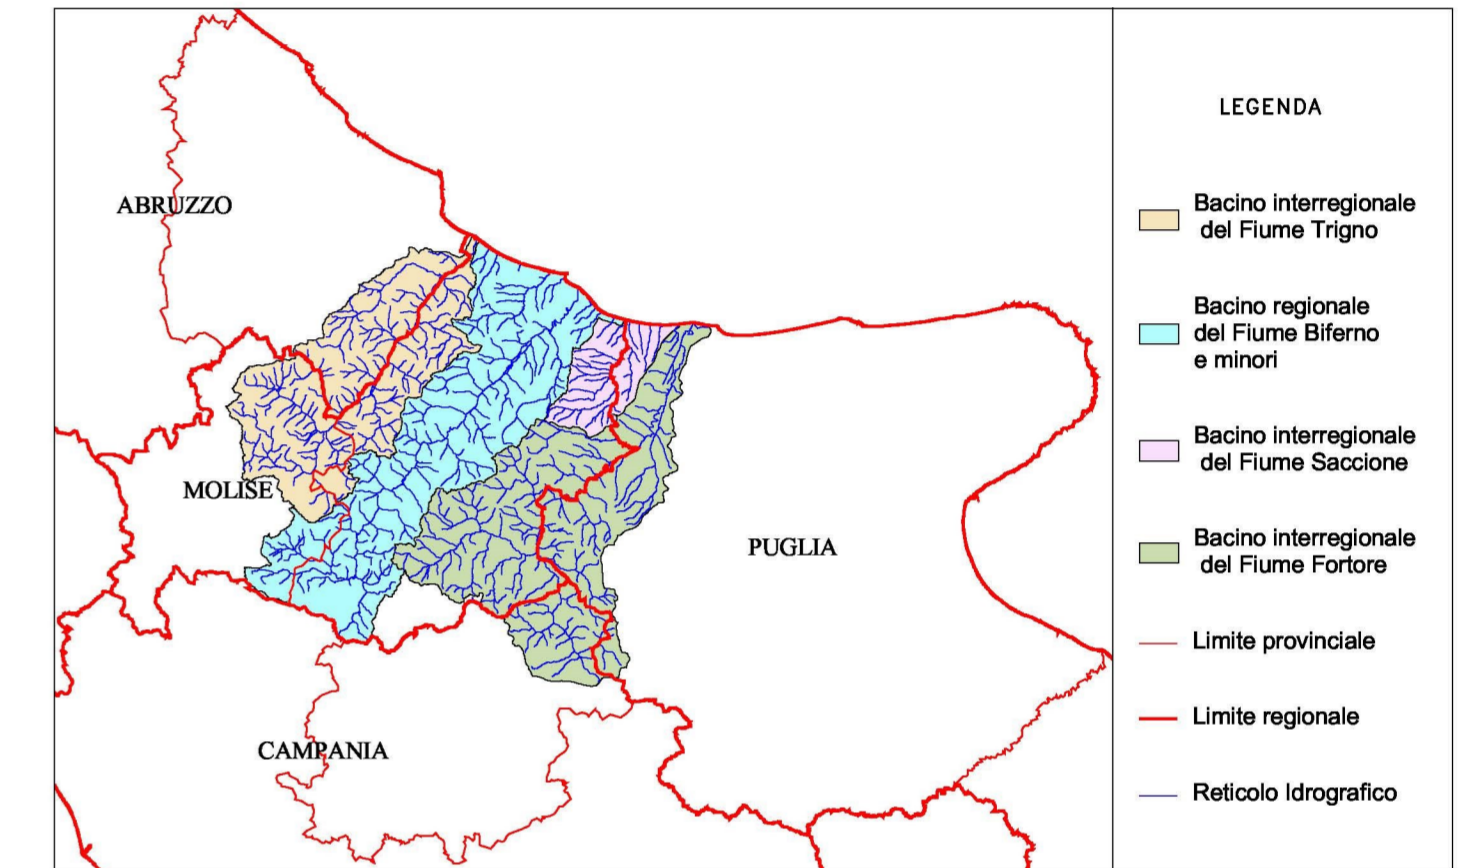 ABRUZZO
MOLISE
PUGLIA
CAMPANIA
LEGENDA
Bacino interregionale
del Fiume Trigno
Bacino regionale
del Fiume Biferno
e minori
Bacino interregionale
del Fiume Saccione
Bacino interregionale
del Fiume Fortore
Limite provinciale
Limite regionale
Reticolo Idrografico